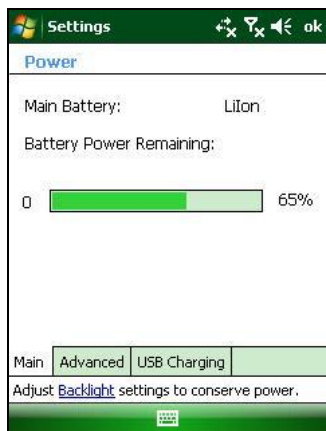 Settings ok
Power
Main Battery: LiIon
Battery Power Remaining:
0 65%
Main Advanced USB Charging
Adjust Backlight settings to conserve power.